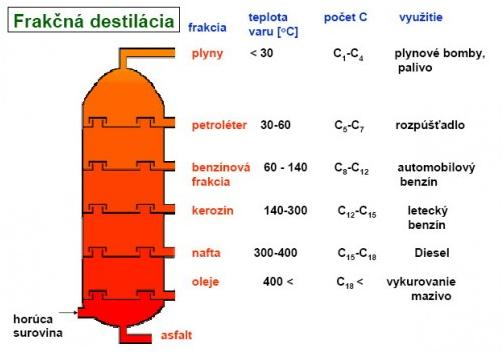 Frakčná destilácia
frakcia teplota varu [ºC] počet C využitie
plyny < 30 C₁-C₄ plynové bomby, palivo
petroléter 30-60 C₅-C₇ rozpúšťadlo
benzínová frakcia 60 - 140 C₈-C₁₂ automobilový benzín
kerozín 140-300 C₁₂-C₁₅ letecký benzín
nafta 300-400 C₁₅-C₁₈ Diesel
oleje 400 < C₁₈ < vykurovanie mazivo
horúca surovina
asfalt